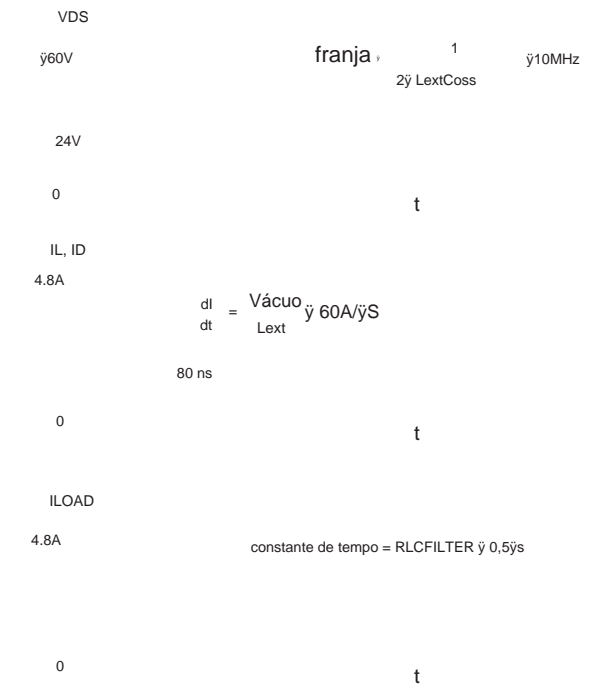 VDS
ÿ60V
franja ÿ 1
2ÿ LextCoss
ÿ10MHz
24V
0
t
IL, ID
4.8A
dI
dt
=
Vácuo
Lext
ÿ 60A/ÿS
80 ns
0
t
ILOAD
4.8A
constante de tempo = RLCFILTER ÿ 0,5ÿs
0
t